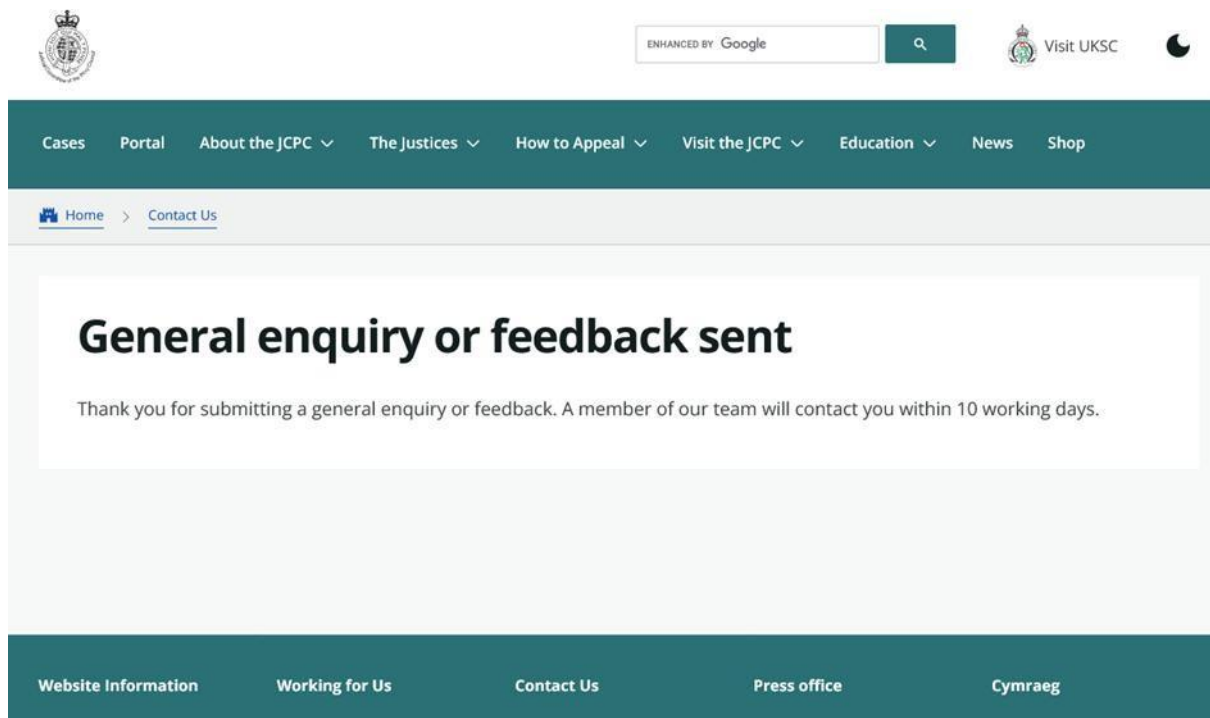 ENHANCED BY Google
Visit UKSC
Cases Portal About the JCPC The Justices How to Appeal Visit the JCPC Education News Shop
Home > Contact Us
General enquiry or feedback sent
Thank you for submitting a general enquiry or feedback. A member of our team will contact you within 10 working days.
Website Information Working for Us Contact Us Press office Cymraeg